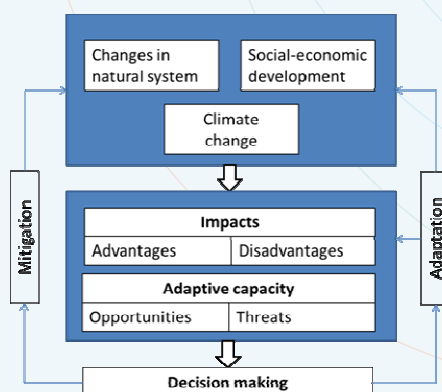 Changes in
natural system
Social-economic
development
Climate
change
Mitigation
Impacts
Advantages
Disadvantages
Adaptive capacity
Opportunities
Threats
Adaptation
Decision making